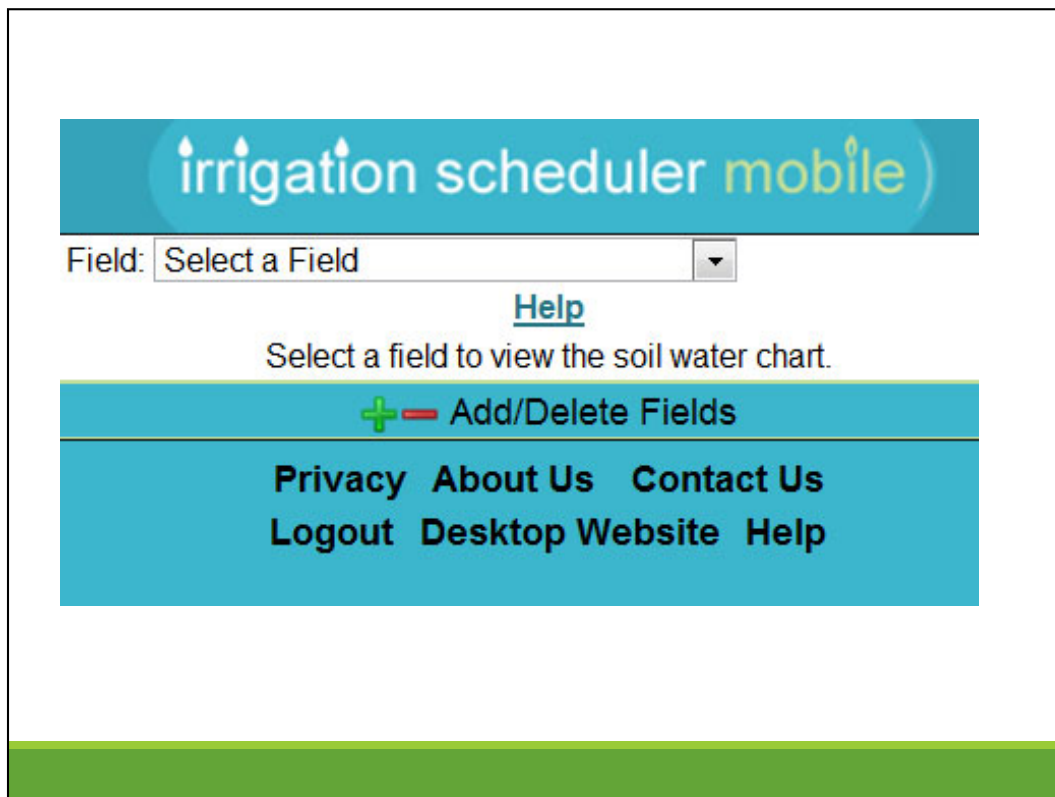 irrigation scheduler mobile
Field: Select a Field
Help
Select a field to view the soil water chart.
Add/Delete Fields
Privacy About Us Contact Us
Logout Desktop Website Help